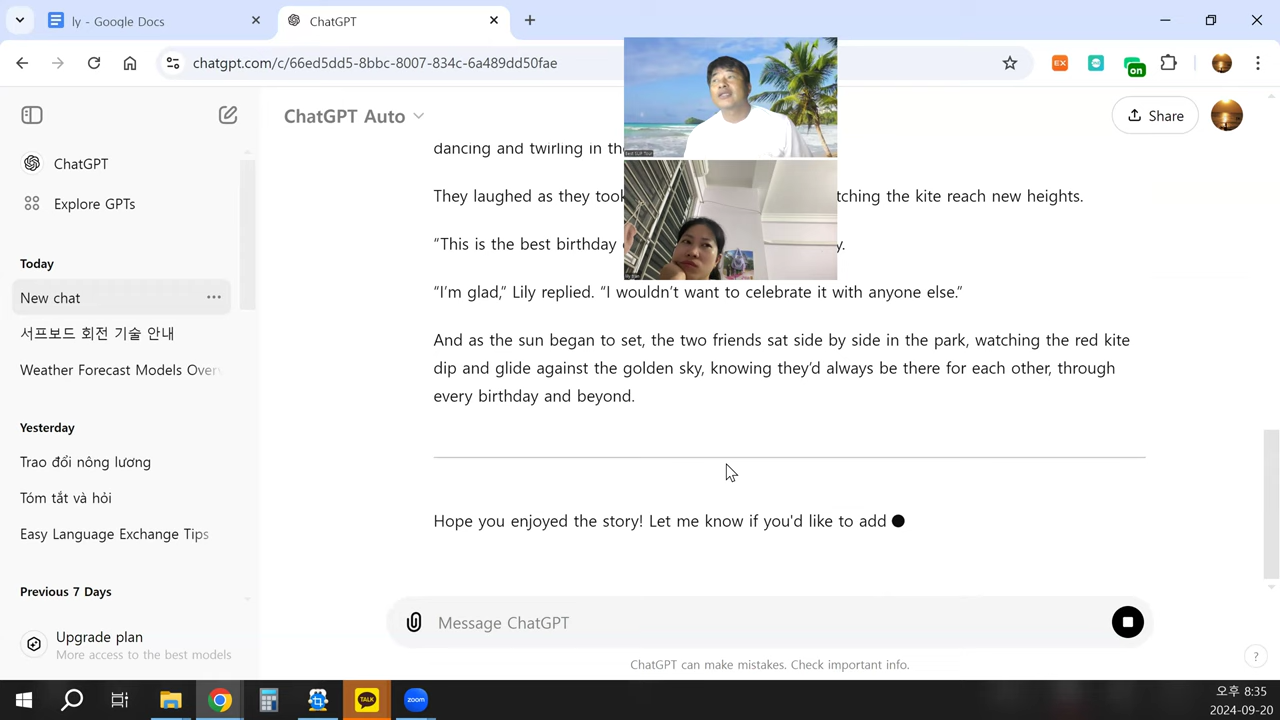 ly - Google Docs
ChatGPT
chatgpt.com/c/66ed5dd5-8bbc-8007-834c-6a489dd50fae
EX
on
ChatGPT Auto
Share
ChatGPT
Explore GPTs
Today
New chat
서프보드 회전 기술 안내
Weather Forecast Models Over
Yesterday
Trao đổi nông lương
Tóm tắt và hỏi
Easy Language Exchange Tips
Previous 7 Days
Upgrade plan
More access to the best models
dancing and twirling in the
They laughed as they took tching the kite reach new heights.
“This is the best birthday y.
“I’m glad,” Lily replied. “I wouldn’t want to celebrate it with anyone else.”
And as the sun began to set, the two friends sat side by side in the park, watching the red kite
dip and glide against the golden sky, knowing they’d always be there for each other, through
every birthday and beyond.
Hope you enjoyed the story! Let me know if you'd like to add
Message ChatGPT
ChatGPT can make mistakes. Check important info.
?
TALK
zoom
오후 8:35
2024-09-20